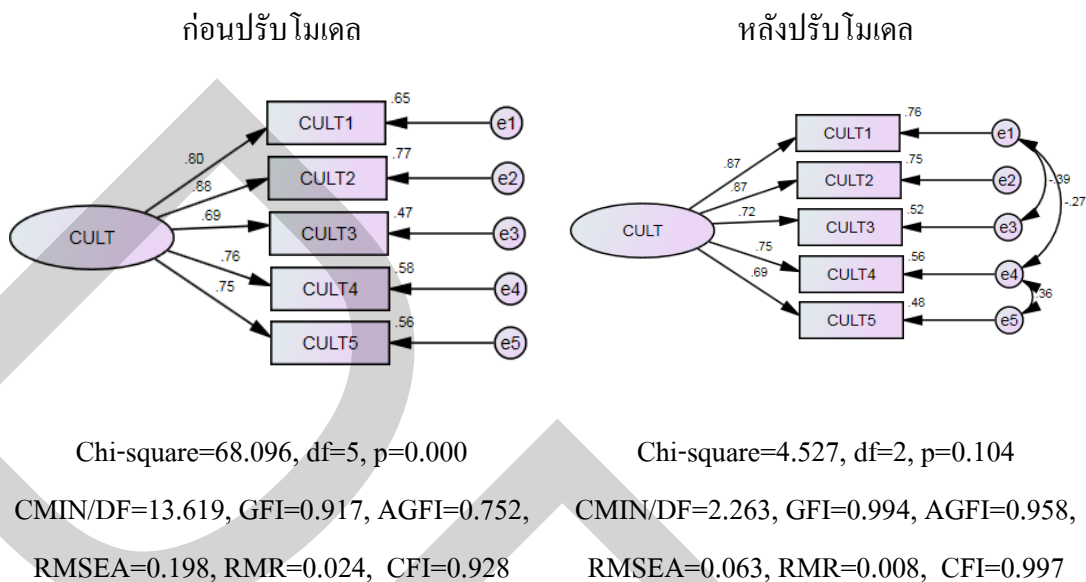 ก่อนปรับโมเดล
หลังปรับโมเดล
.65
CULT1
e1
.80
.77
CULT2
e2
.88
.47
CULT3
e3
.69
CULT
.58
CULT4
e4
.76
.56
CULT5
e5
.75
.76
CULT1
e1
.87
.75
CULT2
e2
.87
-.39
-.27
.52
CULT3
e3
.72
CULT
.56
CULT4
e4
.75
.36
.48
CULT5
e5
.69
Chi-square=68.096, df=5, p=0.000
CMIN/DF=13.619, GFI=0.917, AGFI=0.752,
RMSEA=0.198, RMR=0.024, CFI=0.928
Chi-square=4.527, df=2, p=0.104
CMIN/DF=2.263, GFI=0.994, AGFI=0.958,
RMSEA=0.063, RMR=0.008, CFI=0.997